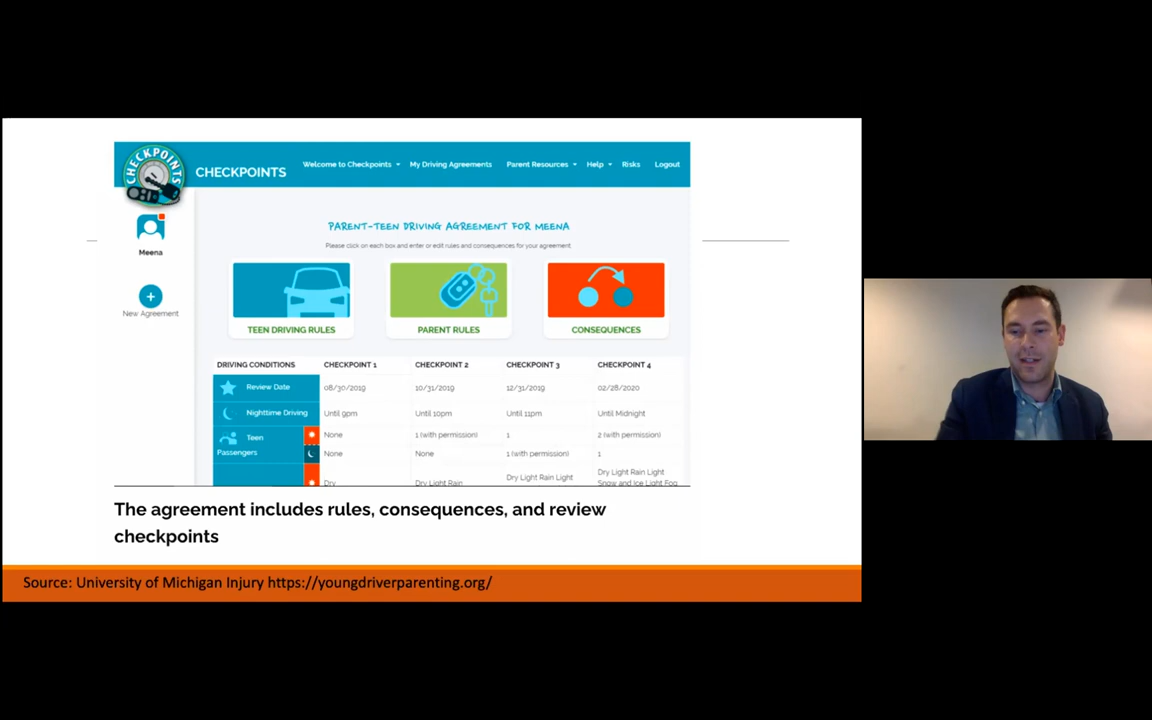 CHECKPOINTS
CHECKPOINTS
Welcome to Checkpoints My Driving Agreements Parent Resources Help Risks Logout
Meena
New Agreement
PARENT-TEEN DRIVING AGREEMENT FOR MEENA
Please click on each box and enter or edit rules and consequences for your agreement.
TEEN DRIVING RULES PARENT RULES CONSEQUENCES
DRIVING CONDITIONS CHECKPOINT 1 CHECKPOINT 2 CHECKPOINT 3 CHECKPOINT 4
Review Date 08/30/2019 10/31/2019 12/31/2019 02/28/2020
Nighttime Driving Until 9pm Until 10pm Until 11pm Until Midnight
Teen Passengers None 1 (with permission) 1 2 (with permission)
None None 1 (with permission) 1
Dry Dry Light Rain Dry Light Rain Light Dry Light Rain Light
Snow and Ice Light Fog
The agreement includes rules, consequences, and review
checkpoints
Source: University of Michigan Injury https://youngdriverparenting.org/